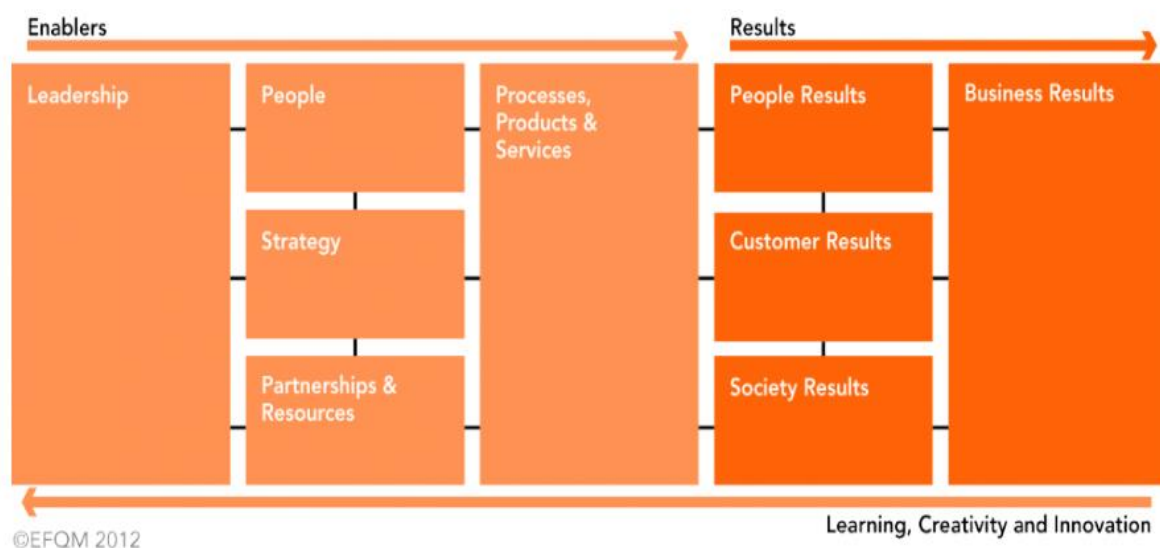 Enablers
Results
Leadership
People
Processes,
Products &
Services
People Results
Business Results
Strategy
Customer Results
Partnerships &
Resources
Society Results
Learning, Creativity and Innovation
©EFQM 2012